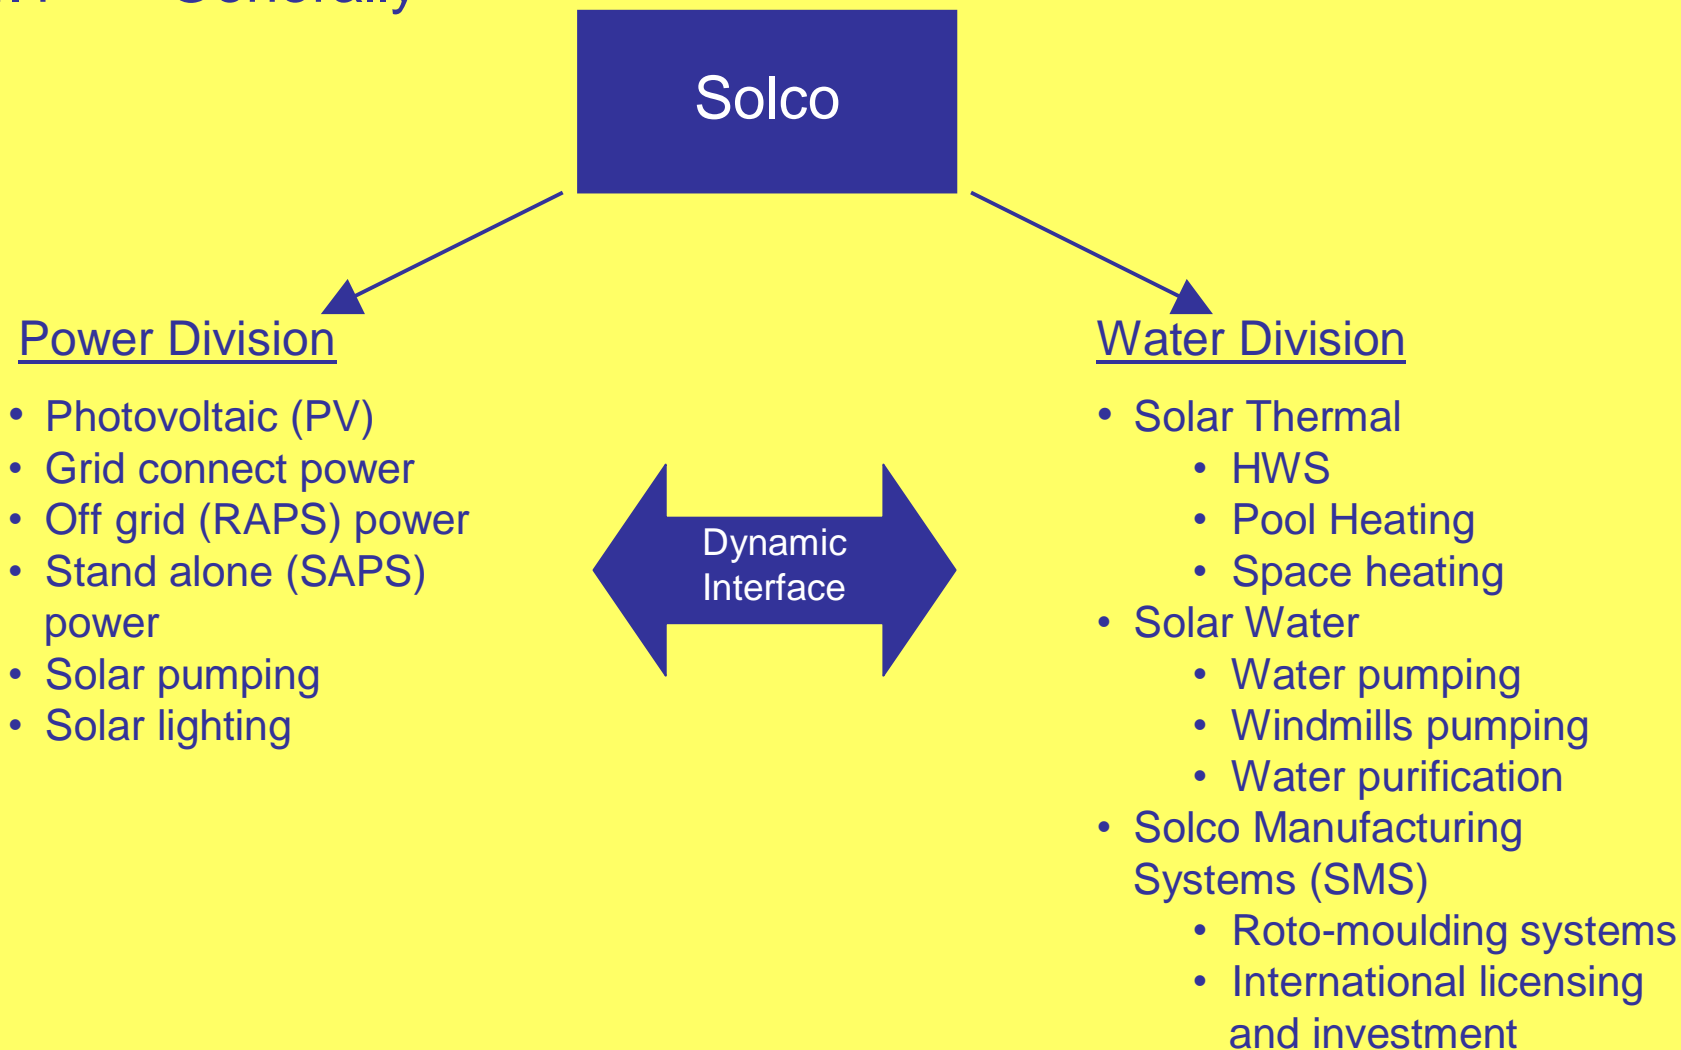 Generally
Solco
Power Division
• Photovoltaic (PV)
• Grid connect power
• Off grid (RAPS) power
• Stand alone (SAPS)
power
• Solar pumping
• Solar lighting
Dynamic
Interface
Water Division
• Solar Thermal
• HWS
• Pool Heating
• Space heating
• Solar Water
• Water pumping
• Windmills pumping
• Water purification
• Solco Manufacturing
Systems (SMS)
• Roto-moulding systems
• International licensing
and investment